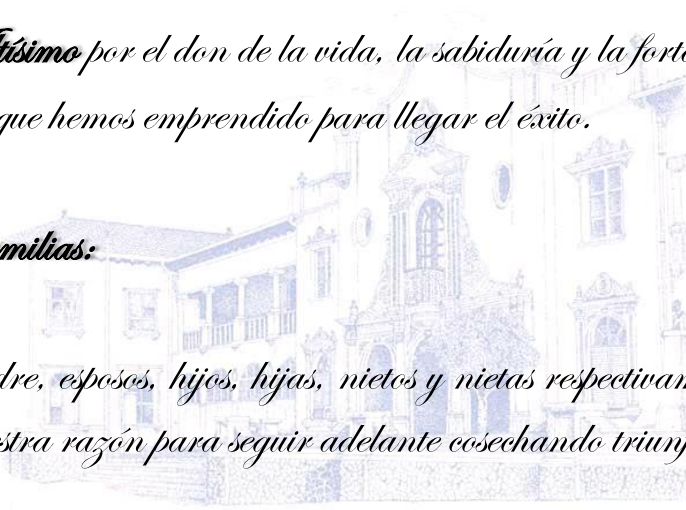 tísimo por el don de la vida, la sabiduría y la forta
que hemos emprendido para llegar el éxito.
milias:
dre, esposos, hijos, hijas, nietos y nietas respectivam
stra razón para seguir adelante cosechando triunf